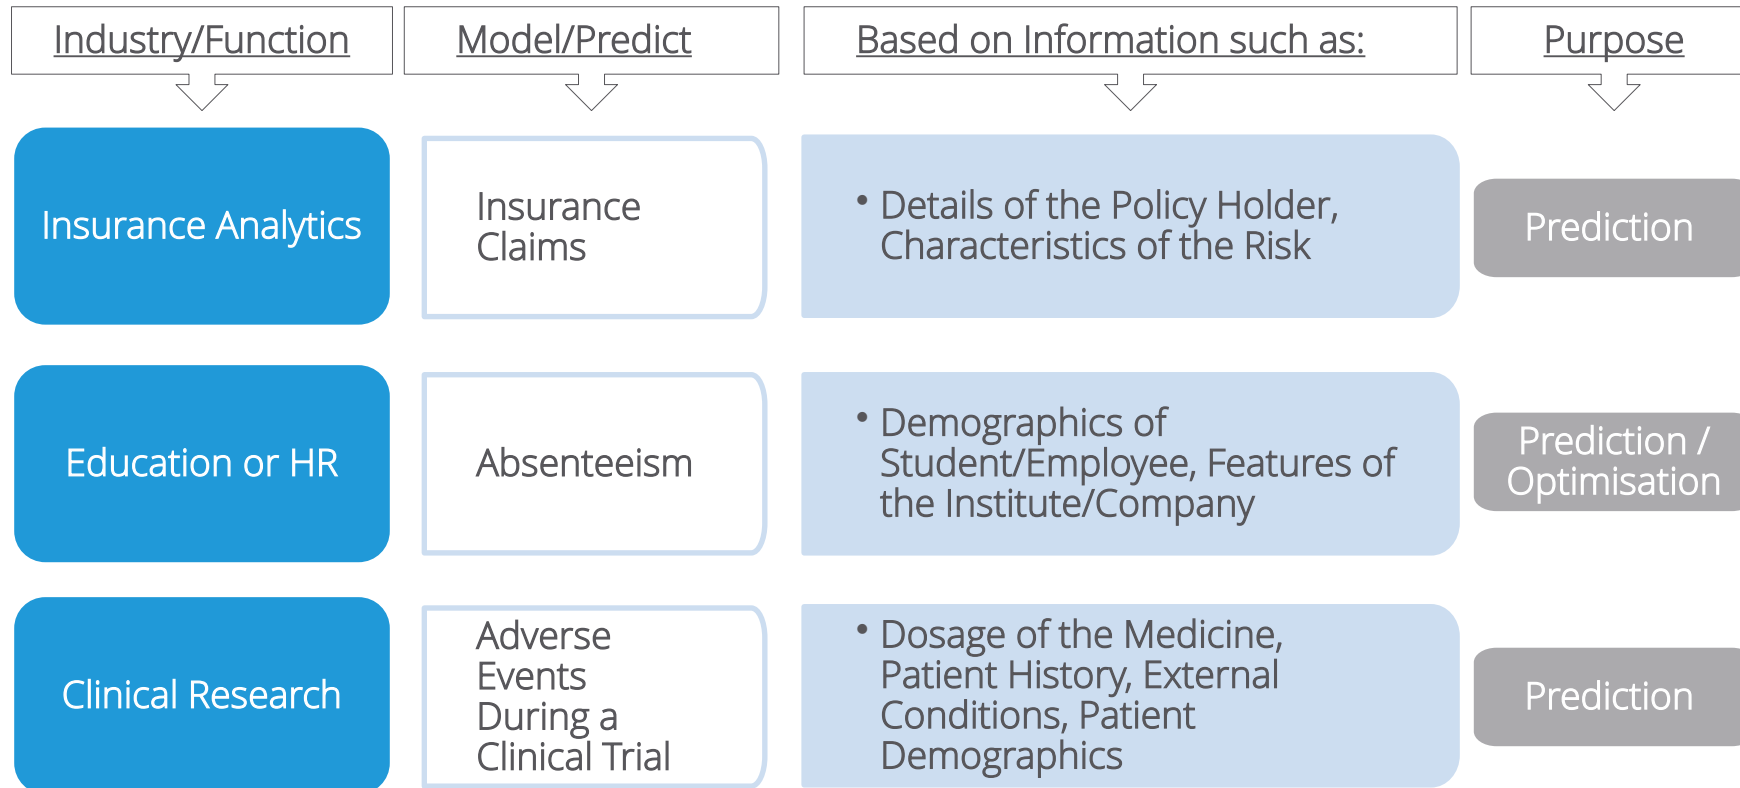 Industry/Function
Model/Predict
Based on Information such as:
Purpose
Insurance Analytics
Insurance
Claims
• Details of the Policy Holder,
Characteristics of the Risk
Prediction
Education or HR
Absenteeism
• Demographics of
Student/Employee, Features of
the Institute/Company
Prediction /
Optimisation
Clinical Research
Adverse
Events
During a
Clinical Trial
• Dosage of the Medicine,
Patient History, External
Conditions, Patient
Demographics
Prediction